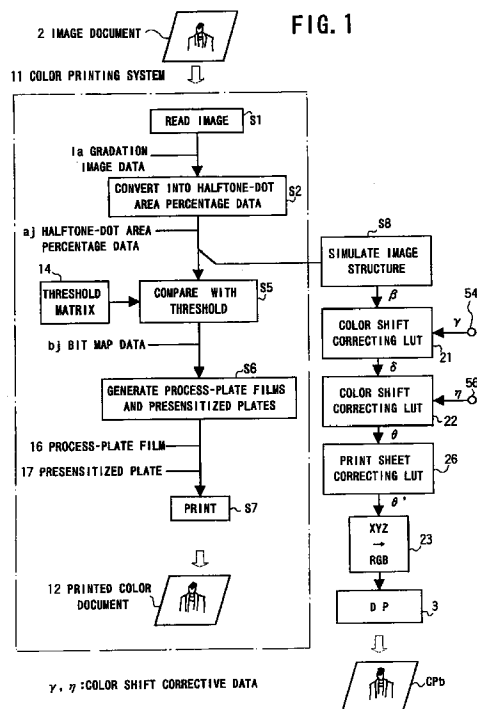 FIG. 1
2 IMAGE DOCUMENT
11 COLOR PRINTING SYSTEM
READ IMAGE
S1
Ia GRADATION
IMAGE DATA
CONVERT INTO HALFTONE-DOT
AREA PERCENTAGE DATA
S2
aj HALFTONE-DOT AREA
PERCENTAGE DATA
14
THRESHOLD
MATRIX
COMPARE WITH
THRESHOLD
S5
bj BIT MAP DATA
S6
GENERATE PROCESS-PLATE FILMS
AND PRESENSITIZED PLATES
16 PROCESS-PLATE FILM
17 PRESENSITIZED PLATE
PRINT
S7
12 PRINTED COLOR
DOCUMENT
S8
SIMULATE IMAGE
STRUCTURE
β
54
COLOR SHIFT
CORRECTING LUT
γ
21
δ
56
COLOR SHIFT
CORRECTING LUT
η
22
θ
26
PRINT SHEET
CORRECTING LUT
θ'
XYZ
→
RGB
23
DP
3
CPb
γ, η :COLOR SHIFT CORRECTIVE DATA